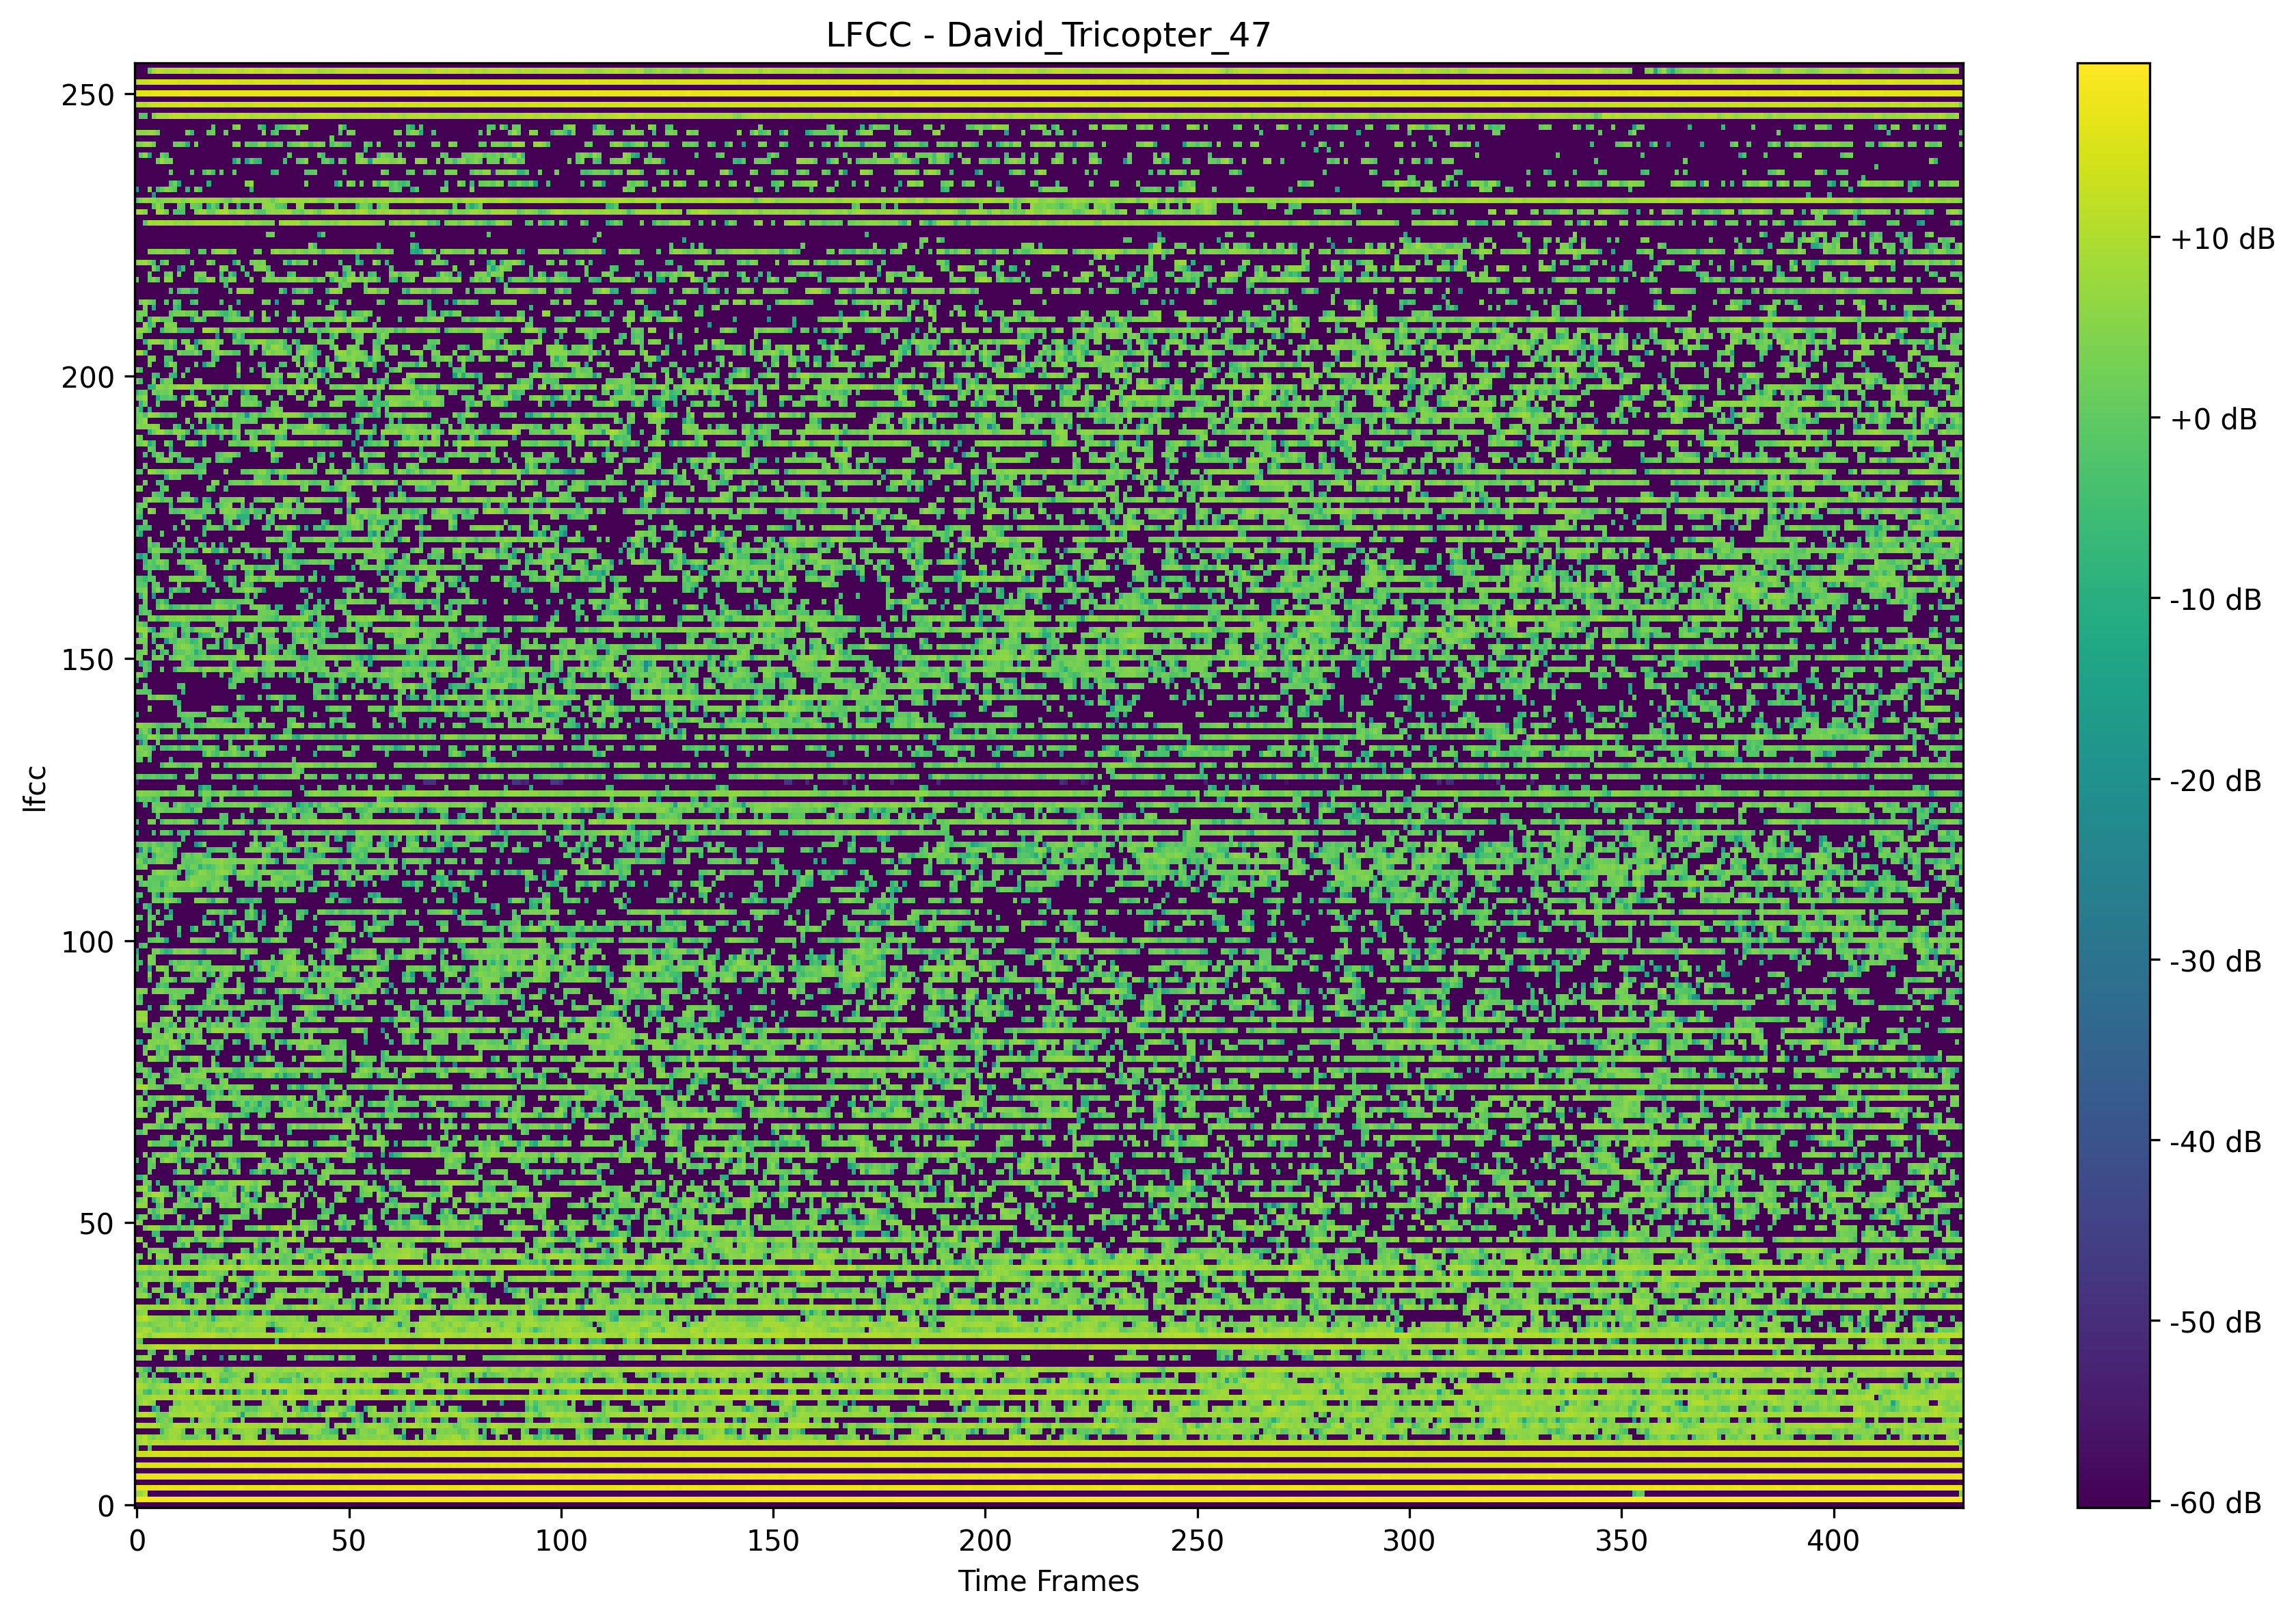 LFCC - David_Tricopter_47
250
200
150
100
50
0
lfcc
0 50 100 150 200 250 300 350 400
Time Frames
+10 dB
+0 dB
-10 dB
-20 dB
-30 dB
-40 dB
-50 dB
-60 dB